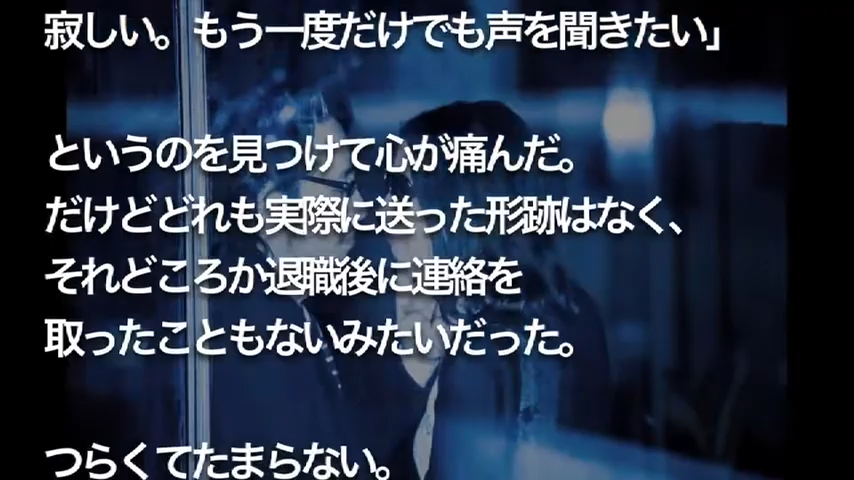 寂しい。もう一度だけでも声を聞きたい」
というのを見つけて心が痛んだ。
だけどどれも実際に送った形跡はなく、
それどころか退職後に連絡を
取ったこともないみたいだった。
つらくてたまらない。